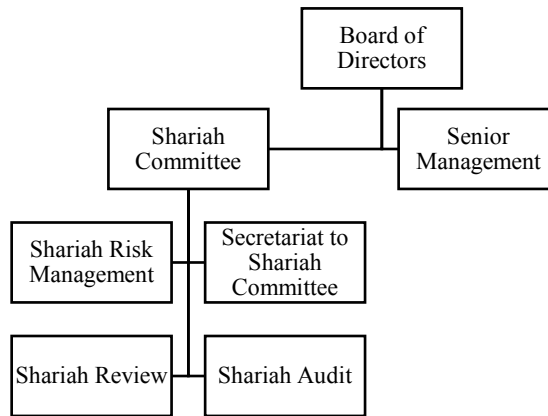 Board of
Directors
Shariah
Committee
Senior
Management
Shariah Risk
Management
Secretariat to
Shariah
Committee
Shariah Review
Shariah Audit